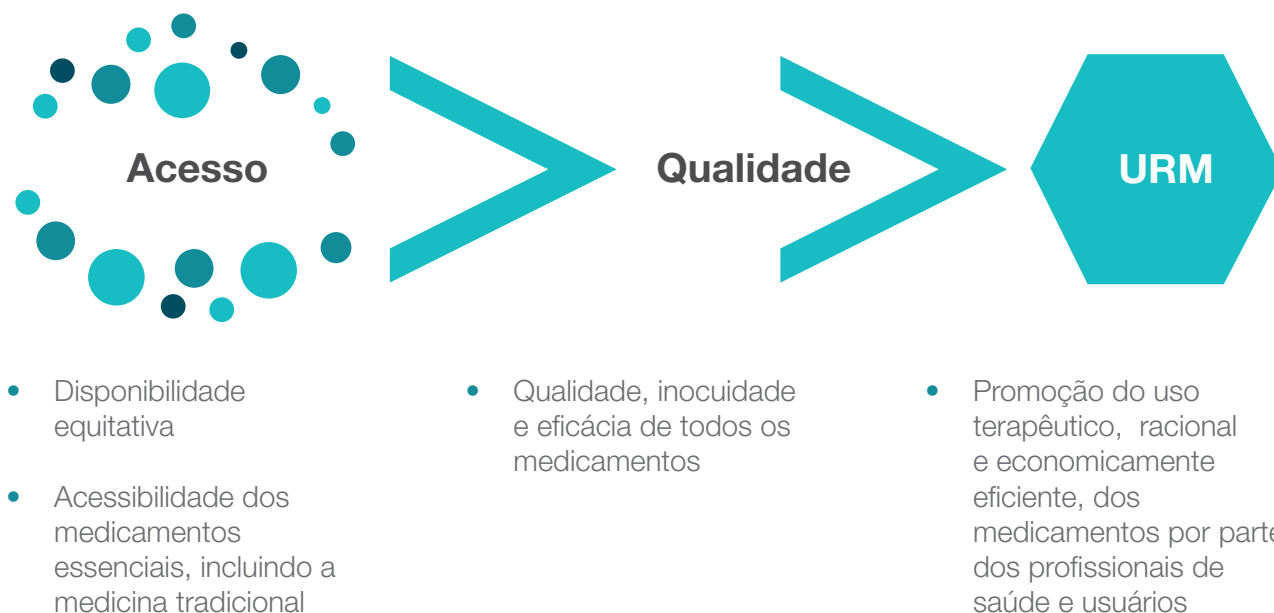 Acesso
Qualidade
URM
• Disponibilidade
equitativa
• Acessibilidade dos
medicamentos
essenciais, incluindo a
medicina tradicional
• Qualidade, inocuidade
e eficácia de todos os
medicamentos
• Promoção do uso
terapêutico, racional
e economicamente
eficiente, dos
medicamentos por parte
dos profissionais de
saúde e usuários